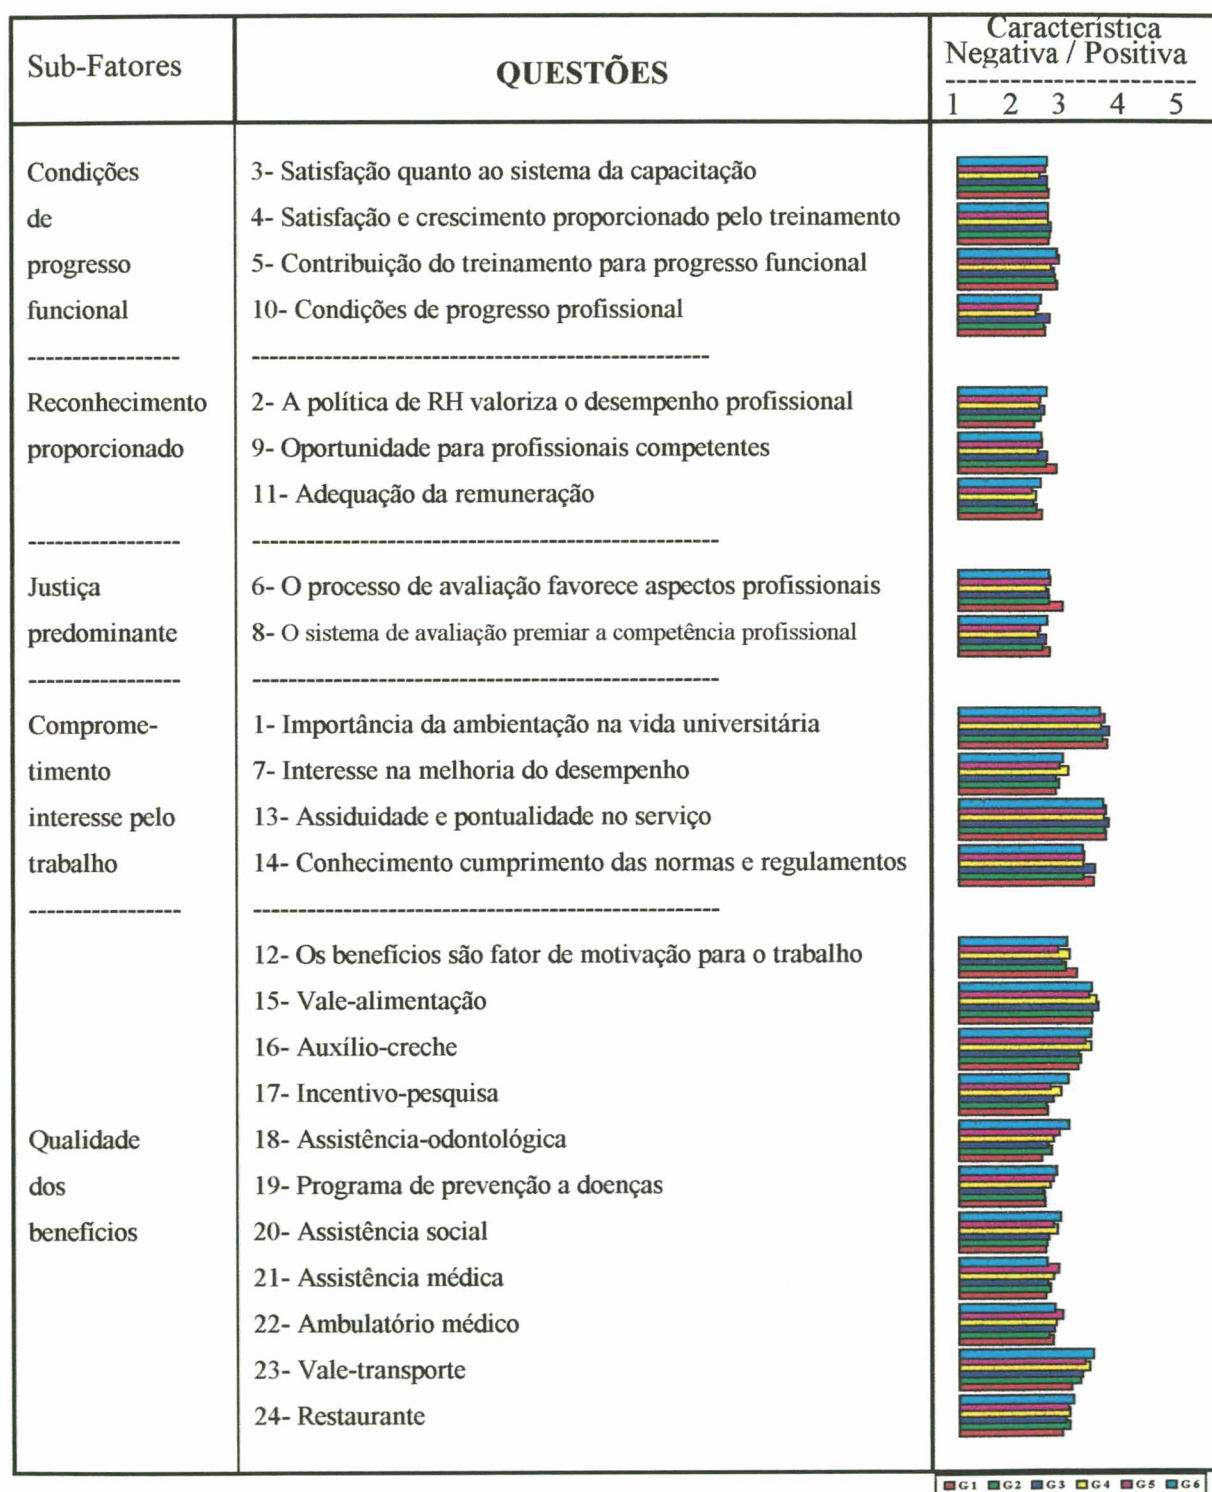 Sub-Fatores
QUESTÕES
Característica
Negativa / Positiva
-----------------------
1 2 3 4 5
Condições 3- Satisfação quanto ao sistema da capacitação
de 4- Satisfação e crescimento proporcionado pelo treinamento
progresso 5- Contribuição do treinamento para progresso funcional
funcional 10- Condições de progresso profissional
----------------- ---------------------------------------------------
Reconhecimento 2- A política de RH valoriza o desempenho profissional
proporcionado 9- Oportunidade para profissionais competentes
11- Adequação da remuneração
----------------- ----------------------------------------------------
Justiça 6- O processo de avaliação favorece aspectos profissionais
predominante 8- O sistema de avaliação premiar a competência profissional
----------------- ----------------------------------------------------
Comprome- 1- Importância da ambientação na vida universitária
timento 7- Interesse na melhoria do desempenho
interesse pelo 13- Assiduidade e pontualidade no serviço
trabalho 14- Conhecimento cumprimento das normas e regulamentos
----------------- ----------------------------------------------------
12- Os benefícios são fator de motivação para o trabalho
15- Vale-alimentação
16- Auxílio-creche
17- Incentivo-pesquisa
Qualidade 18- Assistência-odontológica
dos 19- Programa de prevenção a doenças
benefícios 20- Assistência social
21- Assistência médica
22- Ambulatório médico
23- Vale-transporte
24- Restaurante
G1 G2 G3 G4 G5 G6